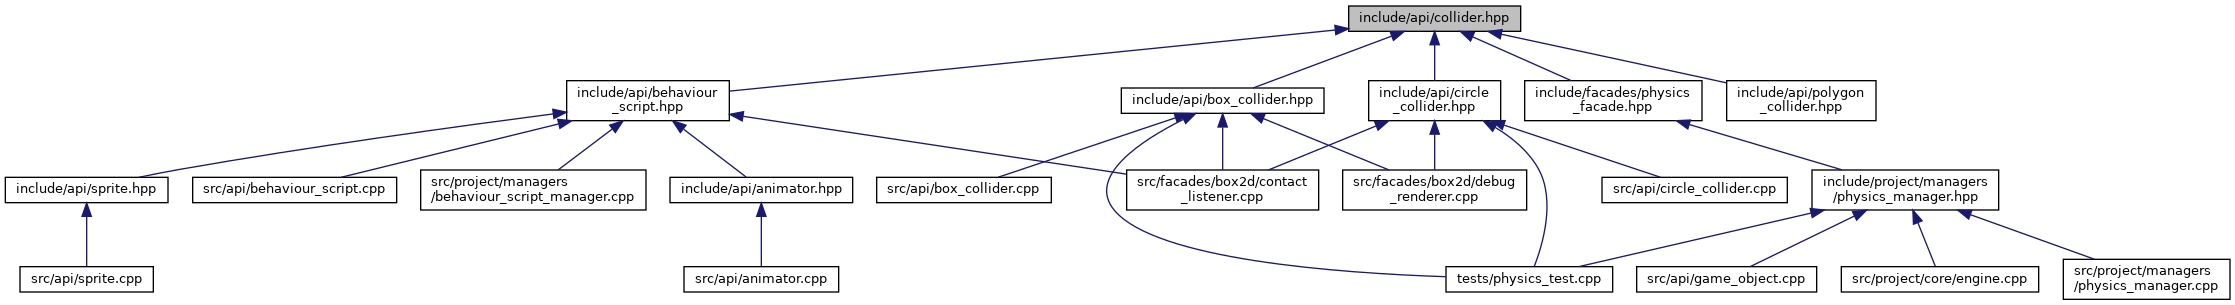 include/api/collider.hpp
include/api/behaviour
_script.hpp
include/api/box_collider.hpp
include/api/circle
_collider.hpp
include/facades/physics
_facade.hpp
include/api/polygon
_collider.hpp
include/api/sprite.hpp
src/api/behaviour_script.cpp
src/project/managers
/behaviour_script_manager.cpp
include/api/animator.hpp
src/api/box_collider.cpp
src/facades/box2d/contact
_listener.cpp
src/facades/box2d/debug
_renderer.cpp
src/api/circle_collider.cpp
include/project/managers
/physics_manager.hpp
src/api/sprite.cpp
src/api/animator.cpp
tests/physics_test.cpp
src/api/game_object.cpp
src/project/core/engine.cpp
src/project/managers
/physics_manager.cpp